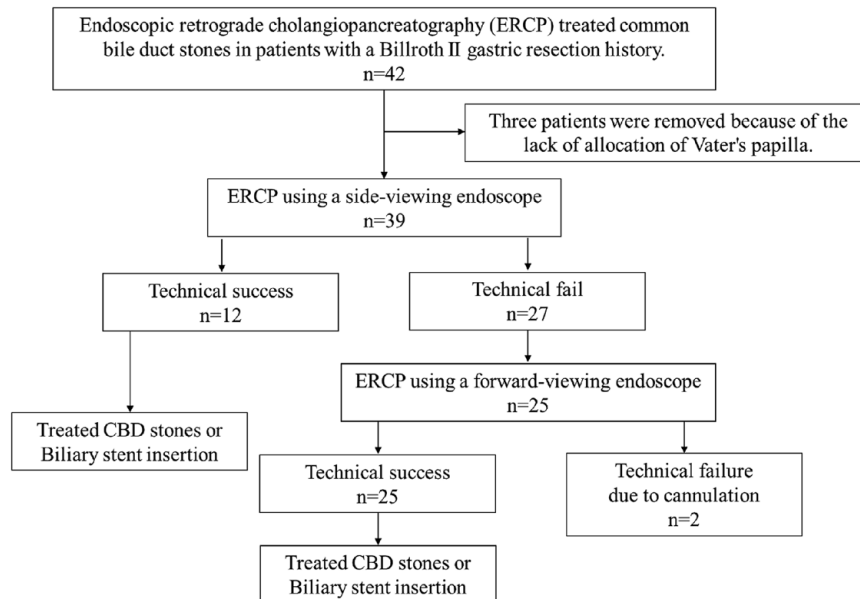 Endoscopic retrograde cholangiopancreatography (ERCP) treated common
bile duct stones in patients with a Billroth II gastric resection history.
n=42
Three patients were removed because of the
lack of allocation of Vater's papilla.
ERCP using a side-viewing endoscope
n=39
Technical success
n=12
Technical fail
n=27
ERCP using a forward-viewing endoscope
n=25
Treated CBD stones or
Biliary stent insertion
Technical success
n=25
Technical failure
due to cannulation
n=2
Treated CBD stones or
Biliary stent insertion